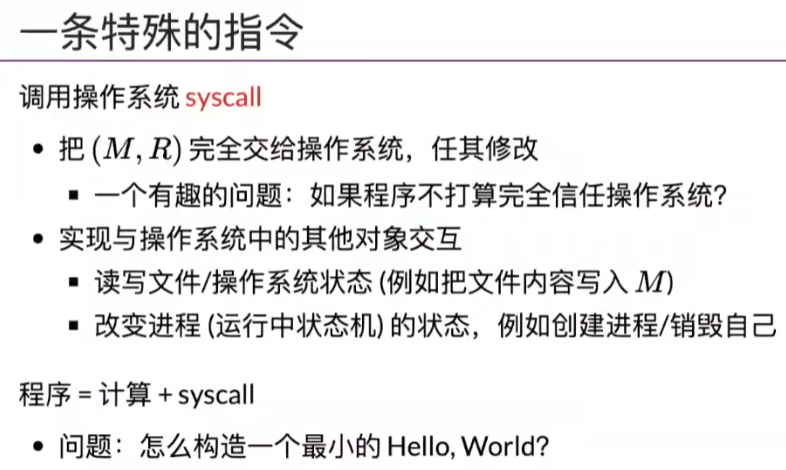 一条特殊的指令
调用操作系统 syscall
• 把 (M, R) 完全交给操作系统，任其修改
▪ 一个有趣的问题：如果程序不打算完全信任操作系统？
• 实现与操作系统中的其他对象交互
▪ 读写文件/操作系统状态 (例如把文件内容写入 M)
▪ 改变进程 (运行中状态机) 的状态，例如创建进程/销毁自己
程序 = 计算 + syscall
• 问题：怎么构造一个最小的 Hello, World?